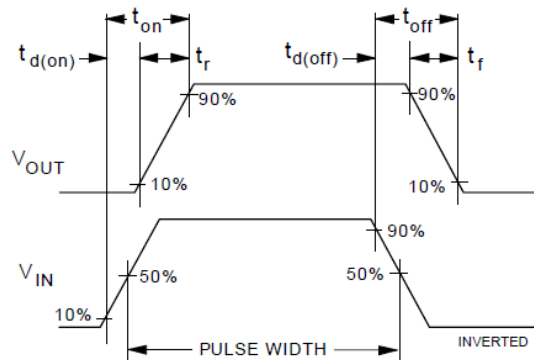 ton toff
td(on) tr td(off) tf
90% 90%
VOUT
10% 10%
90%
VIN 50% 50%
10%
INVERTED
PULSE WIDTH